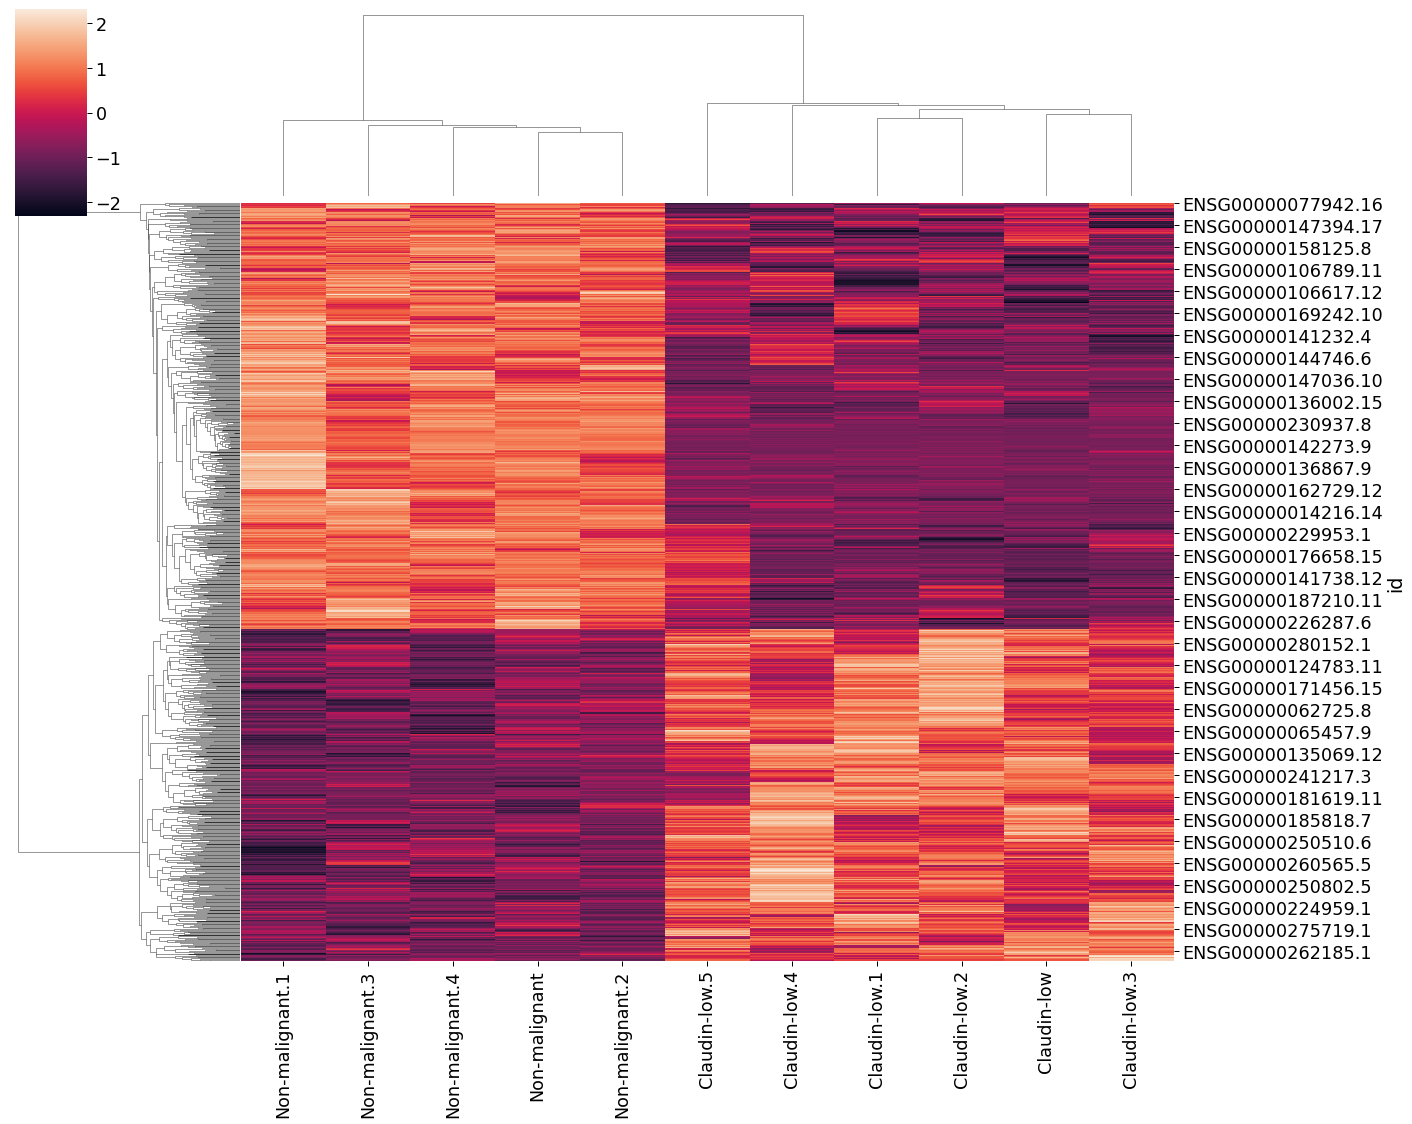 2
1
0
−1
−2
ENSG00000077942.16
ENSG00000147394.17
ENSG00000158125.8
ENSG00000106789.11
ENSG00000106617.12
ENSG00000169242.10
ENSG00000141232.4
ENSG00000144746.6
ENSG00000147036.10
ENSG00000136002.15
ENSG00000230937.8
ENSG00000142273.9
ENSG00000136867.9
ENSG00000162729.12
ENSG00000014216.14
ENSG00000229953.1
ENSG00000176658.15
ENSG00000141738.12
ENSG00000187210.11
ENSG00000226287.6
ENSG00000280152.1
ENSG00000124783.11
ENSG00000171456.15
ENSG00000062725.8
ENSG00000065457.9
ENSG00000135069.12
ENSG00000241217.3
ENSG00000181619.11
ENSG00000185818.7
ENSG00000250510.6
ENSG00000260565.5
ENSG00000250802.5
ENSG00000224959.1
ENSG00000275719.1
ENSG00000262185.1
id
Non-malignant.1
Non-malignant.3
Non-malignant.4
Non-malignant
Non-malignant.2
Claudin-low.5
Claudin-low.4
Claudin-low.1
Claudin-low.2
Claudin-low
Claudin-low.3